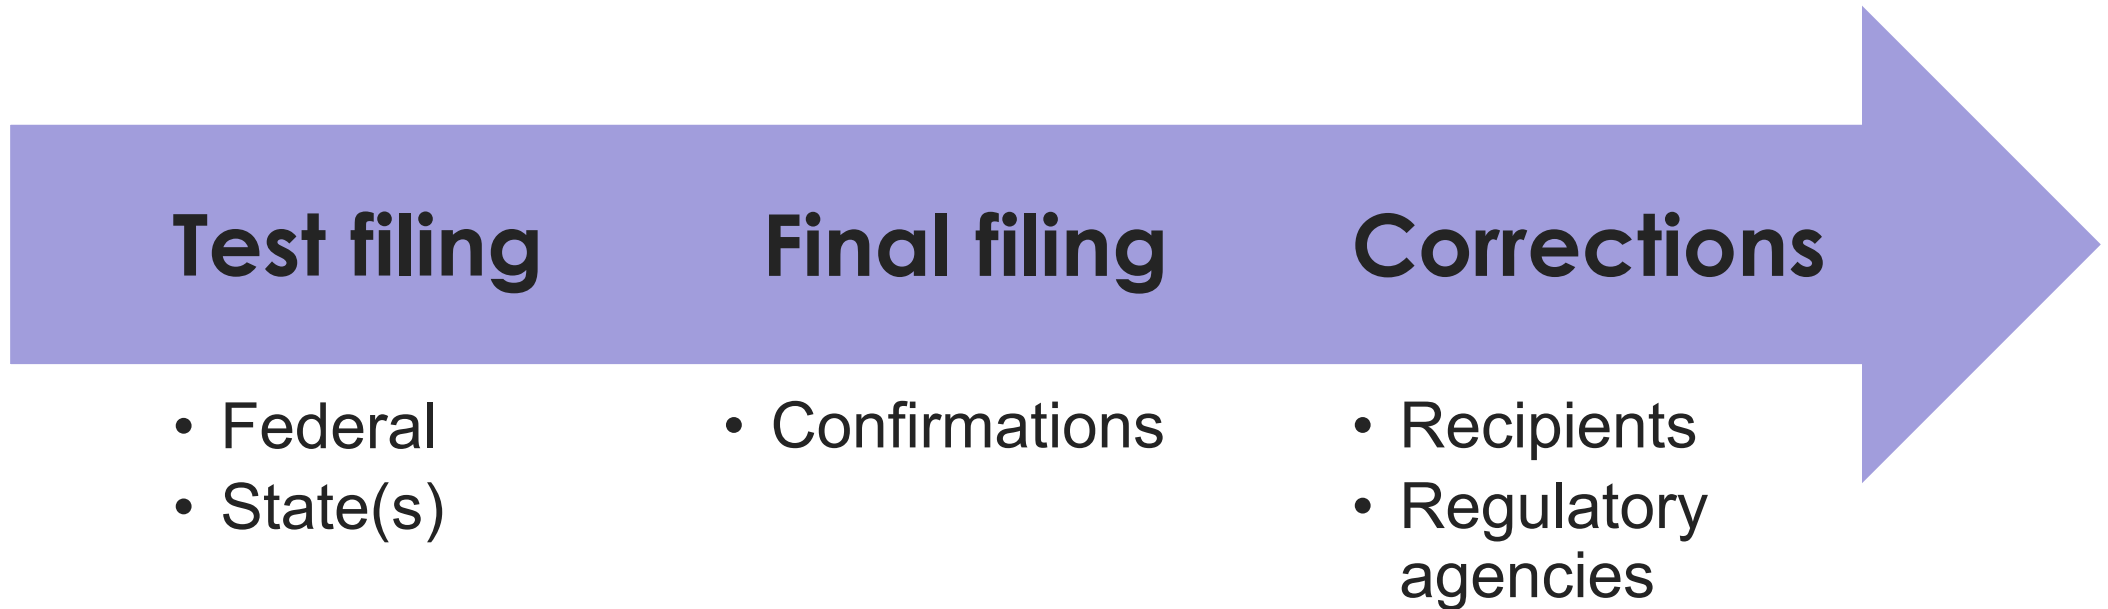 Test filing
Final filing
Corrections
• Federal
• State(s)
• Confirmations
• Recipients
• Regulatory
agencies